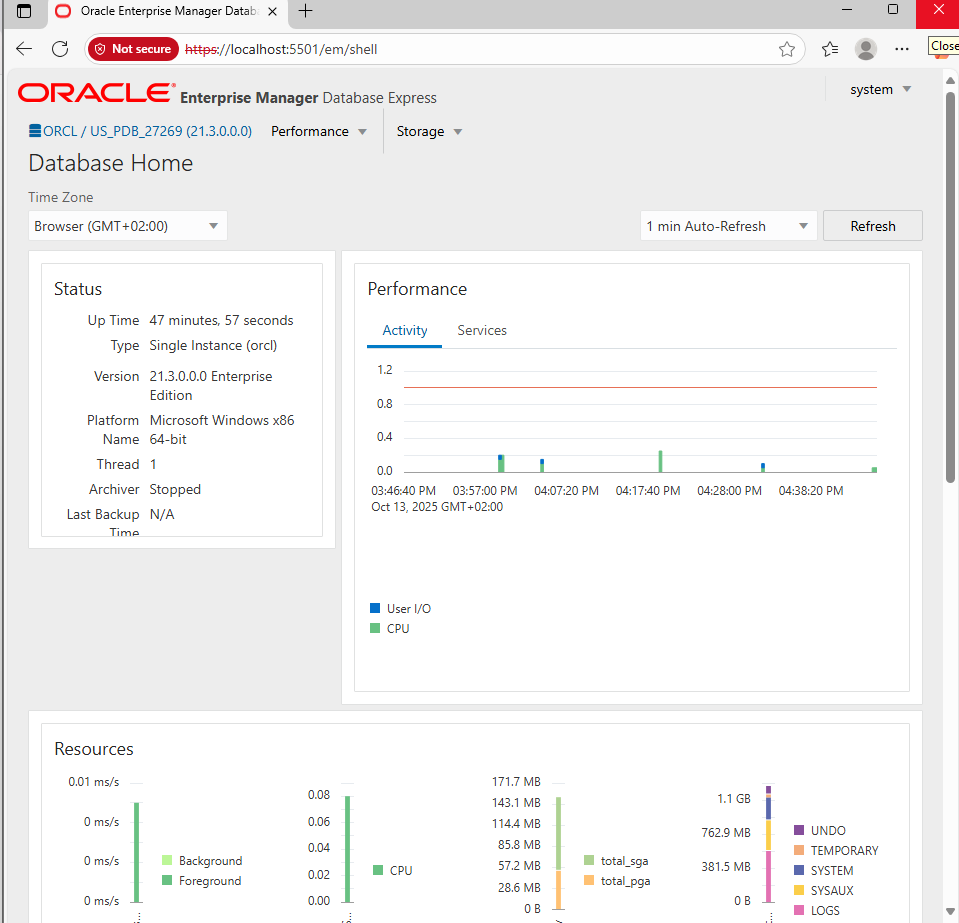 Oracle Enterprise Manager Datab
Not secure https://localhost:5501/em/shell
Close
ORACLE Enterprise Manager Database Express
system
ORCL / US_PDB_27269 (21.3.0.0.0) Performance Storage
Database Home
Time Zone
Browser (GMT+02:00) 1 min Auto-Refresh Refresh
Status
Up Time 47 minutes, 57 seconds
Type Single Instance (orcl)
Version 21.3.0.0.0 Enterprise
Edition
Platform Microsoft Windows x86
Name 64-bit
Thread 1
Archiver Stopped
Last Backup N/A
Time
Performance
Activity Services
1.2
0.8
0.4
0.0
03:46:40 PM 03:57:00 PM 04:07:20 PM 04:17:40 PM 04:28:00 PM 04:38:20 PM
Oct 13, 2025 GMT+02:00
User I/O
CPU
Resources
0.01 ms/s
0 ms/s
0 ms/s
0 ms/s
Background
Foreground
0.08
0.06
0.04
0.02
0.00
CPU
171.7 MB
143.1 MB
114.4 MB
85.8 MB
57.2 MB
28.6 MB
0 B
total_sga
total_pga
1.1 GB
762.9 MB
381.5 MB
0 B
UNDO
TEMPORARY
SYSTEM
SYSAUX
LOGS